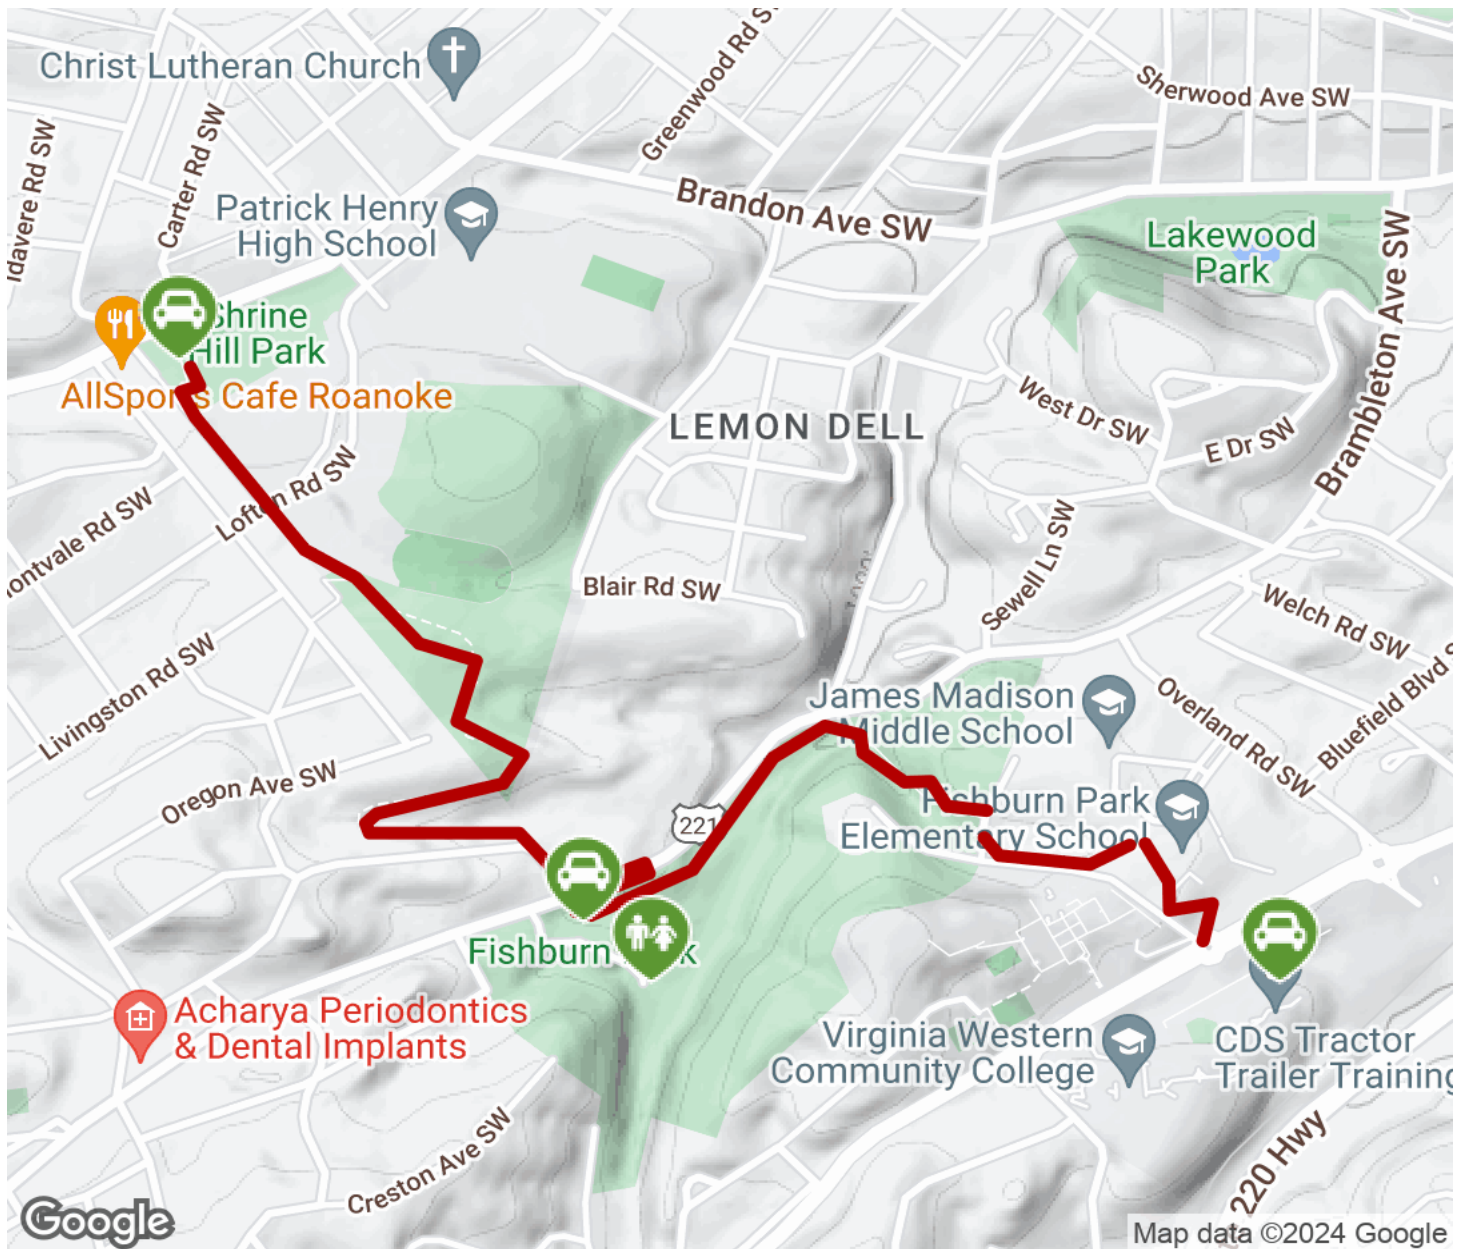 Christ Lutheran Church
Greenwood Rd S
Sherwood Ave SW
Carter Rd SW
Idavere Rd SW
Patrick Henry
High School
Brandon Ave SW
Lakewood
Park
Brambleton Ave SW
Shrine
Hill Park
AllSports Cafe Roanoke
LEMON DELL
West Dr SW
E Dr SW
Lofton Rd SW
ontvale Rd SW
Blair Rd SW
Sewell Ln SW
Welch Rd SW
Livingston Rd SW
James Madison
Middle School
Overland Rd SW
Bluefield Blvd S
Oregon Ave SW
221
Fishburn Park
Elementary School
Fishburn Park
Acharya Periodontics
& Dental Implants
Virginia Western
Community College
CDS Tractor
Trailer Training
Creston Ave SW
220 Hwy
Google
Map data ©2024 Google